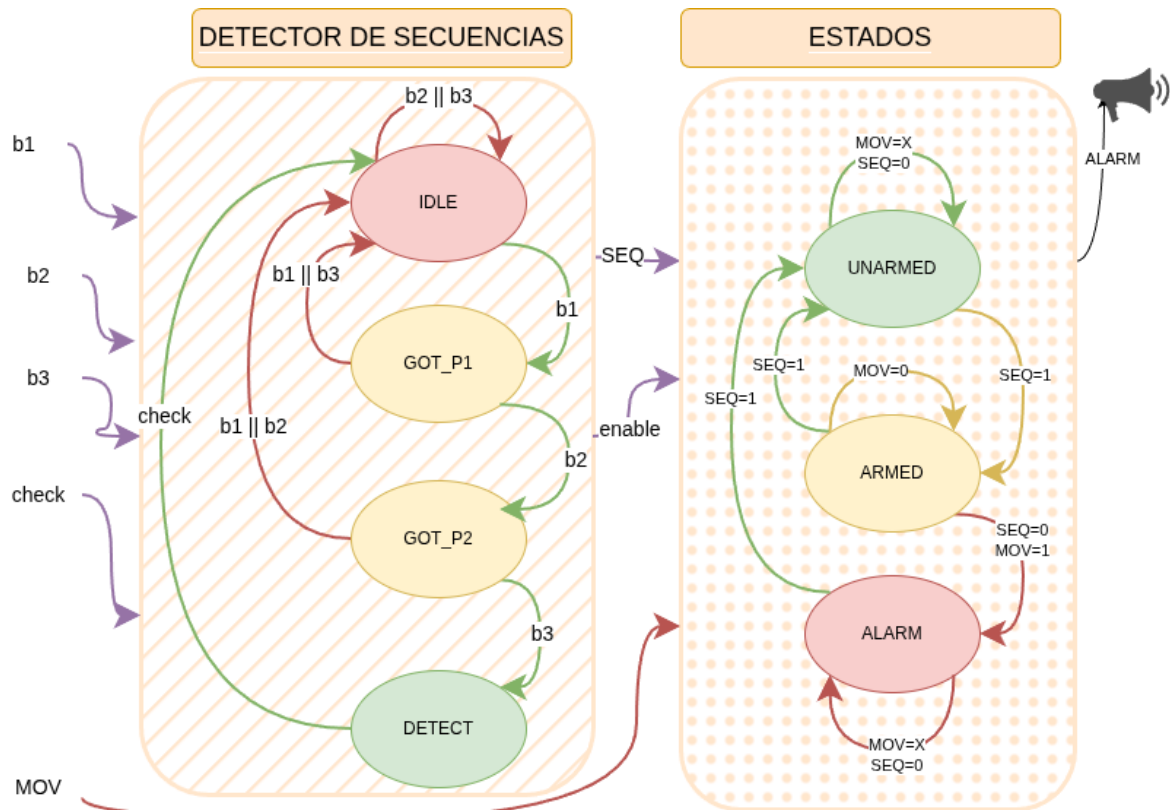 DETECTOR DE SECUENCIAS
ESTADOS
b1
b2
b3
check
MOV
b2 || b3
IDLE
b1 || b3
b1
GOT_P1
check
b1 || b2
b2
GOT_P2
b3
DETECT
SEQ
enable
MOV=X
SEQ=0
UNARMED
SEQ=1
SEQ=1
MOV=0
SEQ=1
ARMED
SEQ=0
MOV=1
ALARM
MOV=X
SEQ=0
ALARM